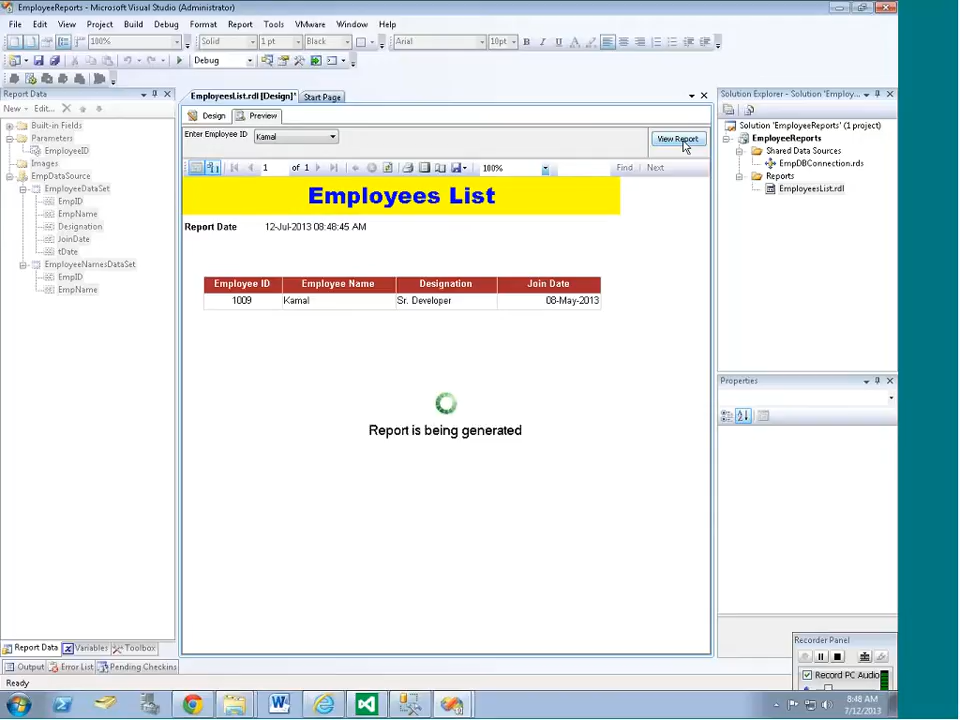 EmployeeReports - Microsoft Visual Studio (Administrator)
File Edit View Project Build Debug Format Report Tools VMware Window Help
100% Solid 1 pt Black Arial 10pt B I U A
Debug
Report Data
New Edit...
Built-in Fields
Parameters
EmployeeID
Images
EmpDataSource
EmployeeDataSet
EmpID
EmpName
Designation
JoinDate
tDate
EmployeeNamesDataSet
EmpID
EmpName
EmployeesList.rdl [Design]* Start Page
Design Preview
Enter Employee ID Kamal View Report
1 of 1 100% Find Next
Employees List
Report Date 12-Jul-2013 08:48:45 AM
Employee ID Employee Name Designation Join Date
1009 Kamal Sr. Developer 08-May-2013
Report is being generated
Solution Explorer - Solution 'Employ...
Solution 'EmployeeReports' (1 project)
EmployeeReports
Shared Data Sources
EmpDBConnection.rds
Reports
EmployeesList.rdl
Properties
Report Data Variables Toolbox
Output Error List Pending Checkins
Ready
Recorder Panel
Record PC Audio
8:48 AM
7/12/2013